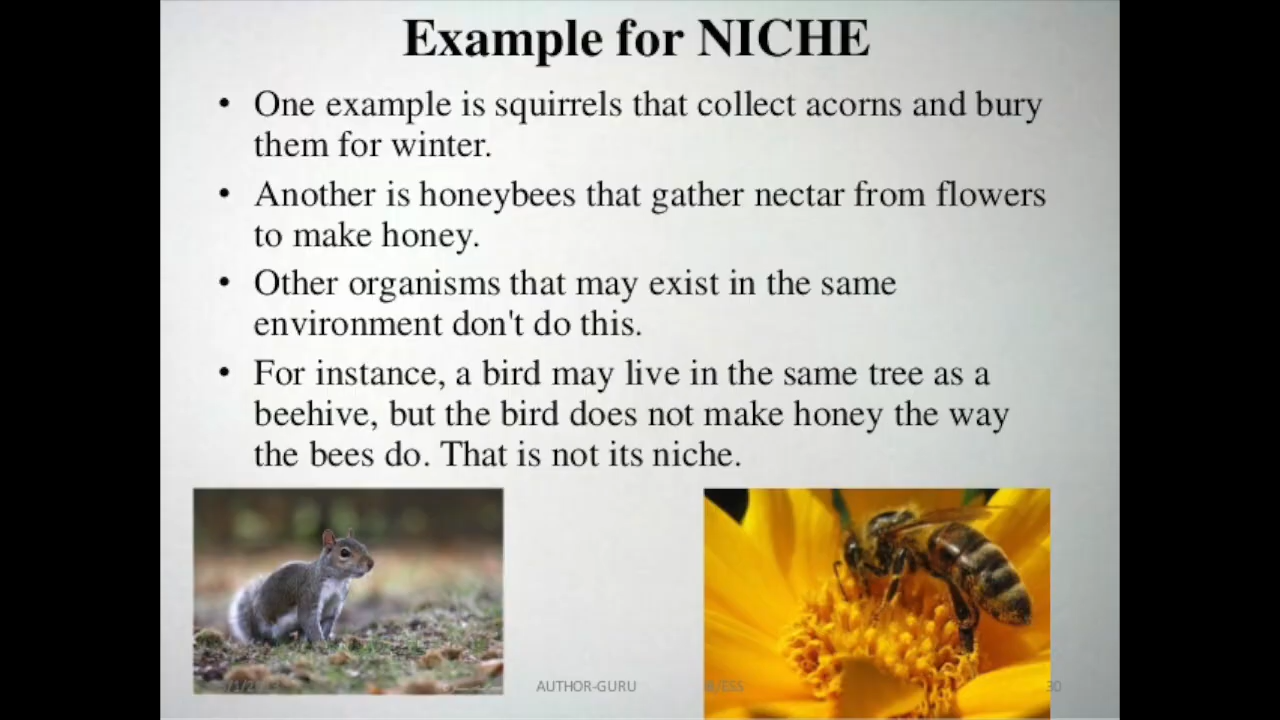 Example for NICHE
• One example is squirrels that collect acorns and bury
them for winter.
• Another is honeybees that gather nectar from flowers
to make honey.
• Other organisms that may exist in the same
environment don't do this.
• For instance, a bird may live in the same tree as a
beehive, but the bird does not make honey the way
the bees do. That is not its niche.
AUTHOR-GURU /ESS 30